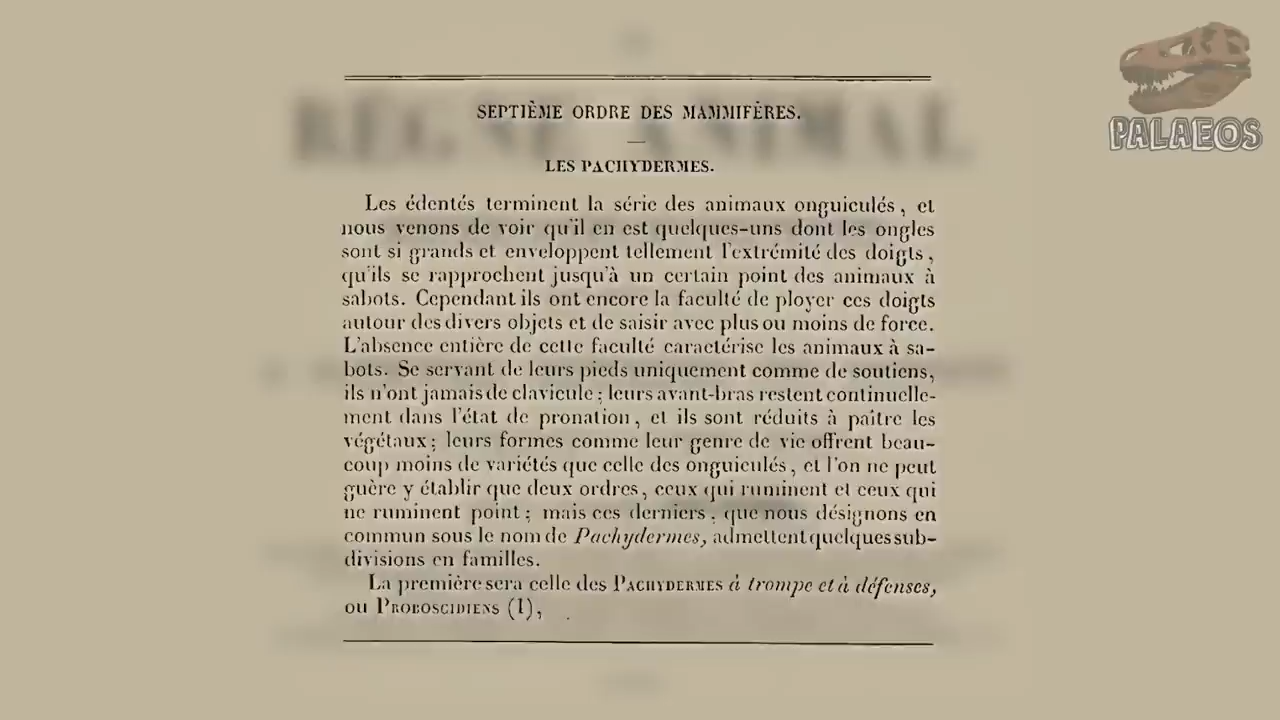 RÈGNE ANIMAL
PALAEOS
SEPTIÈME ORDRE DES MAMMIFÈRES.
LES PACHYDERMES.
Les édentés terminent la série des animaux onguiculés, et
nous venons de voir qu'il en est quelques-uns dont les ongles
sont si grands et enveloppent tellement l'extrémité des doigts,
qu'ils se rapprochent jusqu'à un certain point des animaux à
sabots. Cependant ils ont encore la faculté de ployer ces doigts
autour des divers objets et de saisir avec plus ou moins de force.
L'absence entière de cette faculté caractérise les animaux à sa-
bots. Se servant de leurs pieds uniquement comme de soutiens,
ils n'ont jamais de clavicule; leurs avant-bras restent continuelle-
ment dans l'état de pronation, et ils sont réduits à paître les
végétaux; leurs formes comme leur genre de vie offrent beau-
coup moins de variétés que celle des onguiculés, et l'on ne peut
guère y établir que deux ordres, ceux qui ruminent et ceux qui
ne ruminent point; mais ces derniers, que nous désignons en
commun sous le nom de Pachydermes, admettent quelques sub-
divisions en familles.
La première sera celle des PACHYDERMES à trompe et à défenses,
ou PROBOSCIDIENS (1),